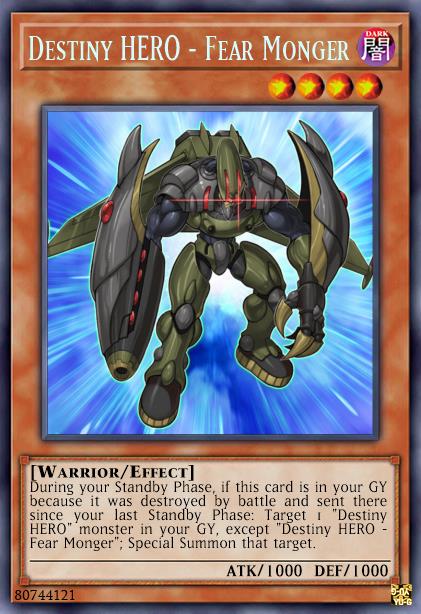 DESTINY HERO - FEAR MONGER
DARK
闇
[WARRIOR/EFFECT]
During your Standby Phase, if this card is in your GY
because it was destroyed by battle and sent there
since your last Standby Phase: Target 1 "Destiny
HERO" monster in your GY, except "Destiny HERO -
Fear Monger"; Special Summon that target.
ATK/1000 DEF/1000
80744121